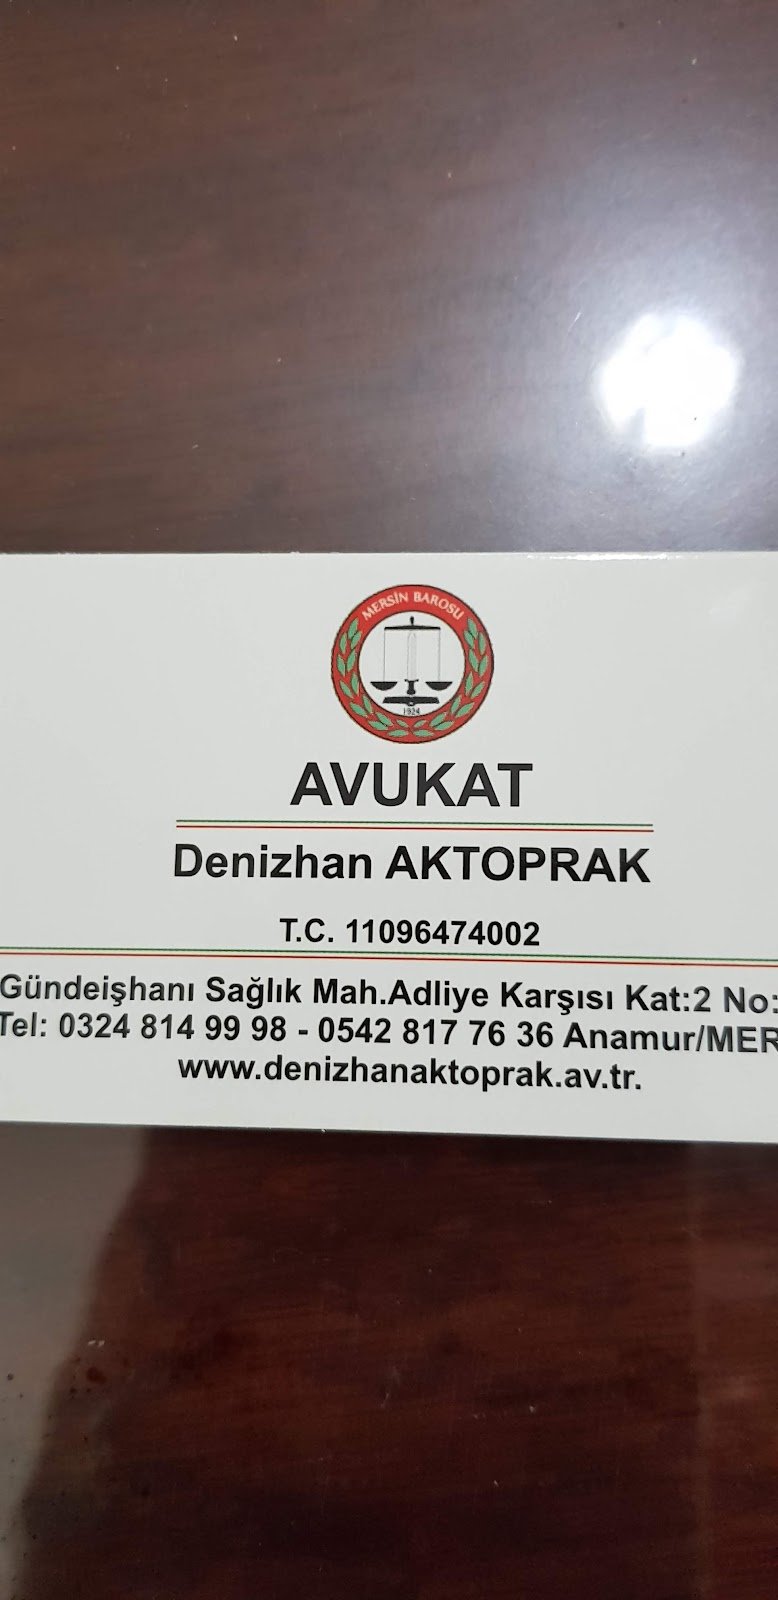 MERSİN BAROSU
1924
AVUKAT
Denizhan AKTOPRAK
T.C. 11096474002
Gündeişhanı Sağlık Mah.Adliye Karşısı Kat:2 No:
Tel: 0324 814 99 98 - 0542 817 76 36 Anamur/MER
www.denizhanaktoprak.av.tr.